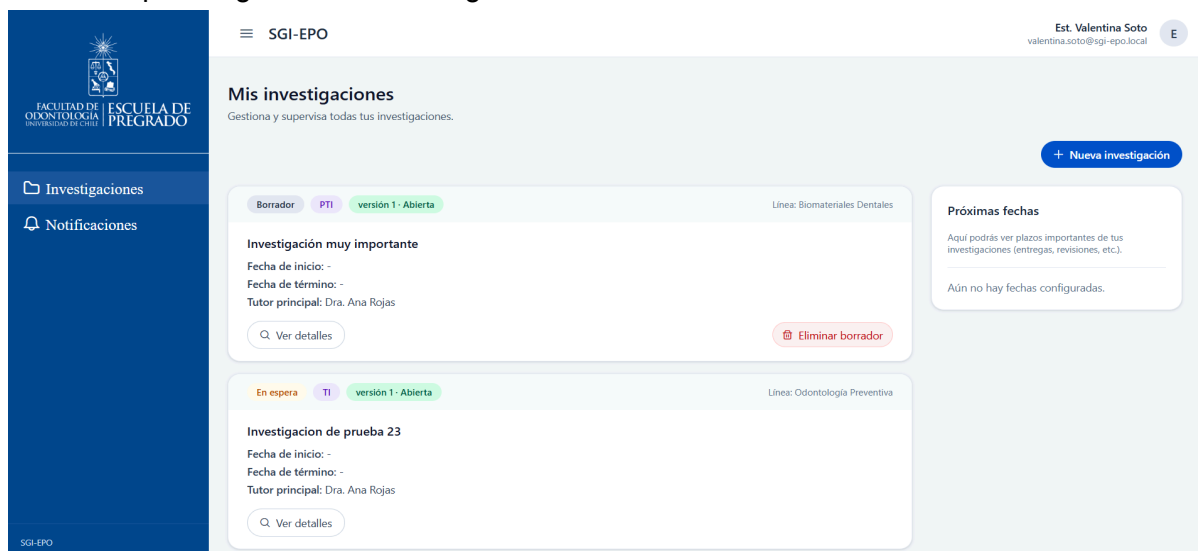 FACULTAD DE
ODONTOLOGÍA
UNIVERSIDAD DE CHILE
ESCUELA DE
PREGRADO
Investigaciones
Notificaciones
SGI-EPO
SGI-EPO
Est. Valentina Soto
valentina.soto@sgi-epo.local
E
Mis investigaciones
Gestiona y supervisa todas tus investigaciones.
+ Nueva investigación
Borrador PTI versión 1 · Abierta Línea: Biomateriales Dentales
Investigación muy importante
Fecha de inicio: -
Fecha de término: -
Tutor principal: Dra. Ana Rojas
Ver detalles Eliminar borrador
En espera TI versión 1 · Abierta Línea: Odontología Preventiva
Investigacion de prueba 23
Fecha de inicio: -
Fecha de término: -
Tutor principal: Dra. Ana Rojas
Ver detalles
Próximas fechas
Aquí podrás ver plazos importantes de tus
investigaciones (entregas, revisiones, etc.).
Aún no hay fechas configuradas.